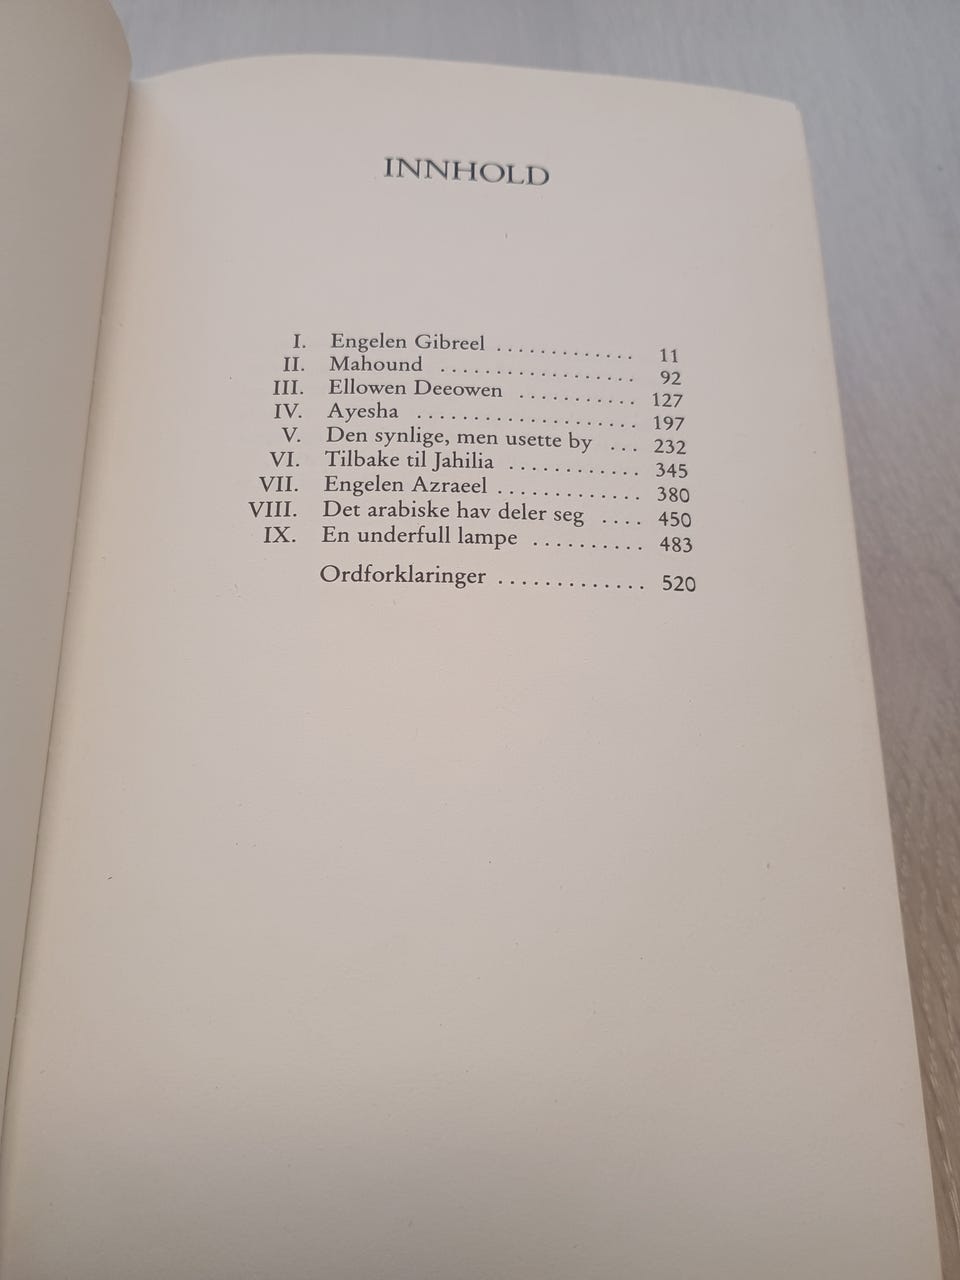 INNHOLD
I. Engelen Gibreel ............. 11
II. Mahound .................. 92
III. Ellowen Deeowen ........... 127
IV. Ayesha .................... 197
V. Den synlige, men usette by ... 232
VI. Tilbake til Jahilia ............ 345
VII. Engelen Azraeel ............. 380
VIII. Det arabiske hav deler seg .... 450
IX. En underfull lampe .......... 483
Ordforklaringer ............. 520